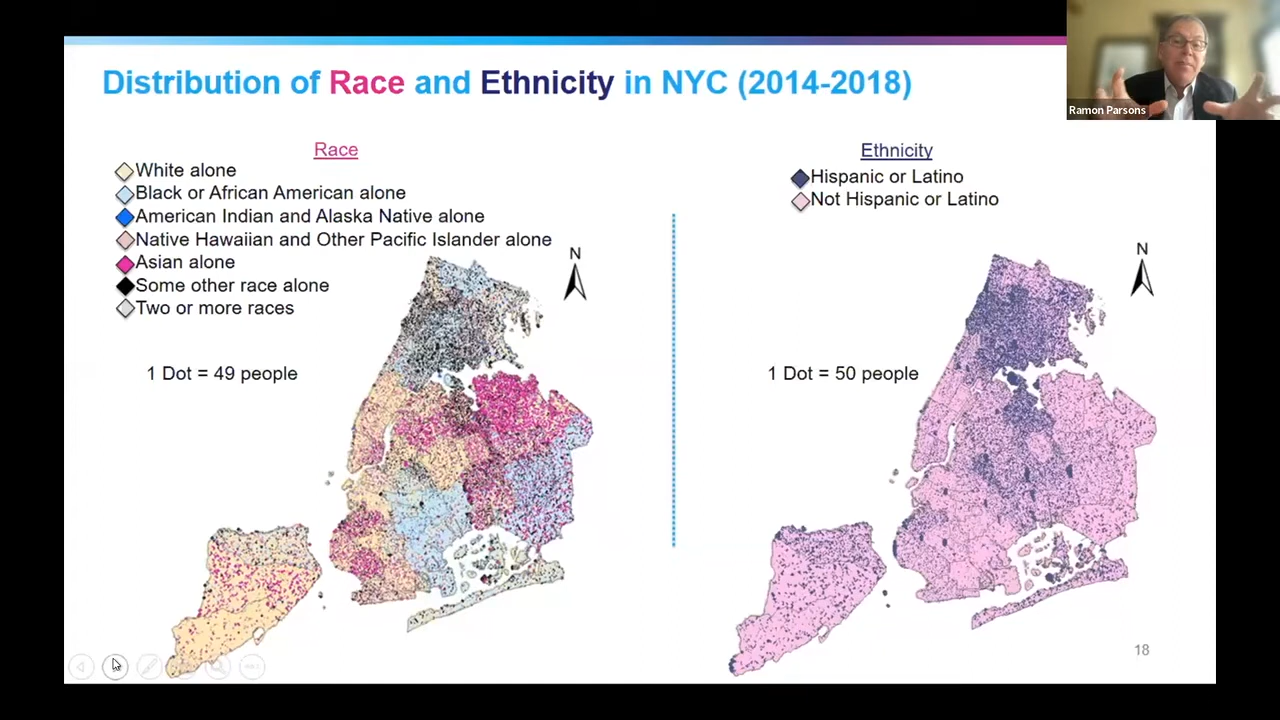 Distribution of Race and Ethnicity in NYC (2014-2018)
Ramon Parsons
Race
White alone
Black or African American alone
American Indian and Alaska Native alone
Native Hawaiian and Other Pacific Islander alone
Asian alone
Some other race alone
Two or more races
N
1 Dot = 49 people
Ethnicity
Hispanic or Latino
Not Hispanic or Latino
N
1 Dot = 50 people
18